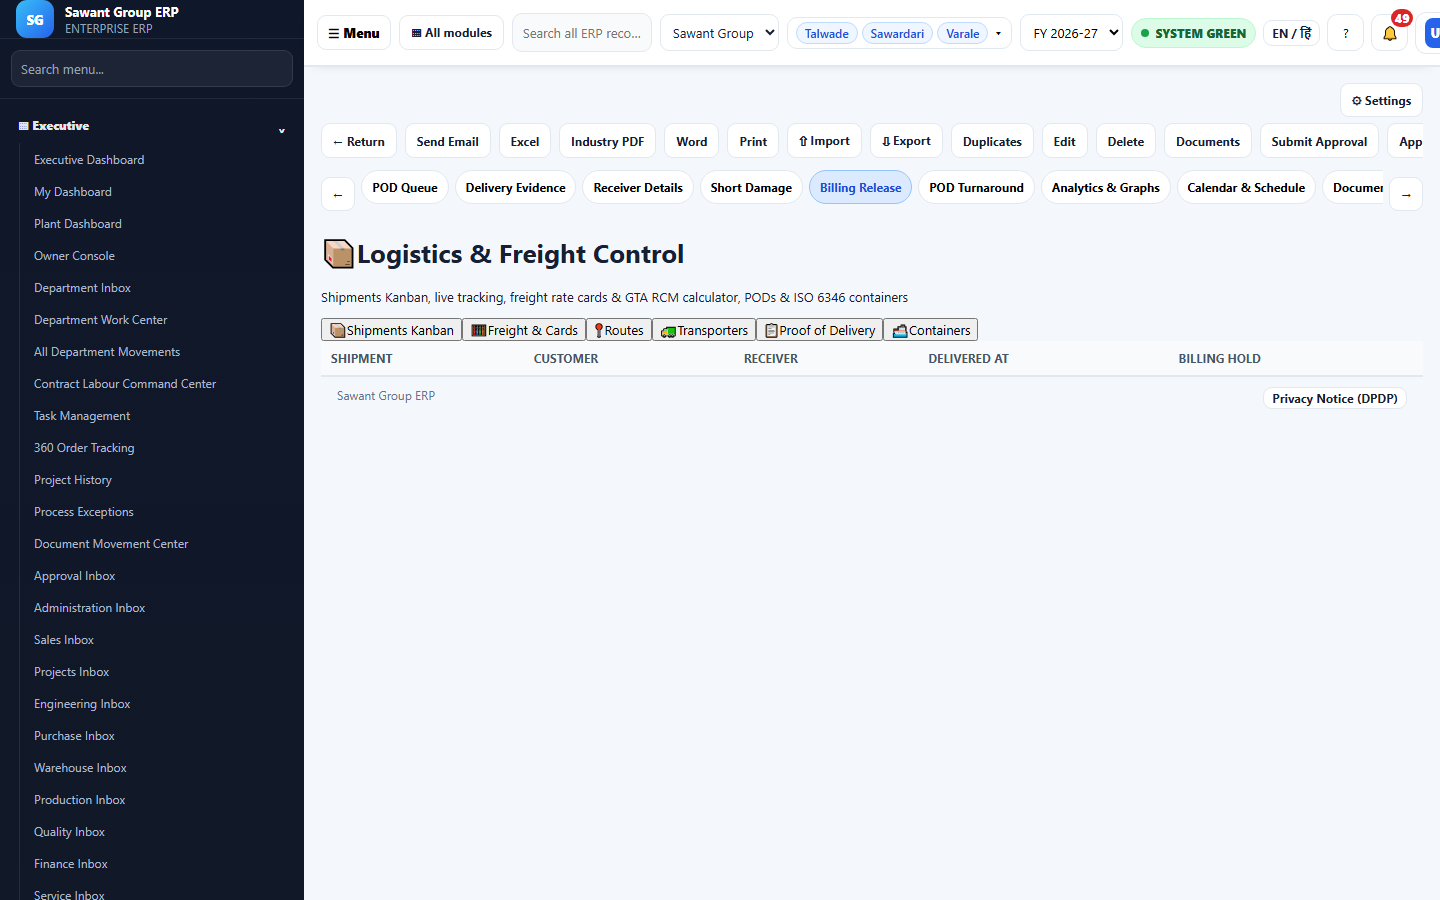 SG
Sawant Group ERP
ENTERPRISE ERP
Search menu...
Executive
Executive Dashboard
My Dashboard
Plant Dashboard
Owner Console
Department Inbox
Department Work Center
All Department Movements
Contract Labour Command Center
Task Management
360 Order Tracking
Project History
Process Exceptions
Document Movement Center
Approval Inbox
Administration Inbox
Sales Inbox
Projects Inbox
Engineering Inbox
Purchase Inbox
Warehouse Inbox
Production Inbox
Quality Inbox
Finance Inbox
Service Inbox
☰ Menu All modules Search all ERP reco... Sawant Group Talwade Sawardari Varale FY 2026-27 SYSTEM GREEN EN / हिं ? 49 U
⚙ Settings
← Return Send Email Excel Industry PDF Word Print ⇧ Import ⇩ Export Duplicates Edit Delete Documents Submit Approval App
← POD Queue Delivery Evidence Receiver Details Short Damage Billing Release POD Turnaround Analytics & Graphs Calendar & Schedule Documen →
Logistics & Freight Control
Shipments Kanban, live tracking, freight rate cards & GTA RCM calculator, PODs & ISO 6346 containers
Shipments Kanban Freight & Cards Routes Transporters Proof of Delivery Containers
SHIPMENT CUSTOMER RECEIVER DELIVERED AT BILLING HOLD
Sawant Group ERP Privacy Notice (DPDP)